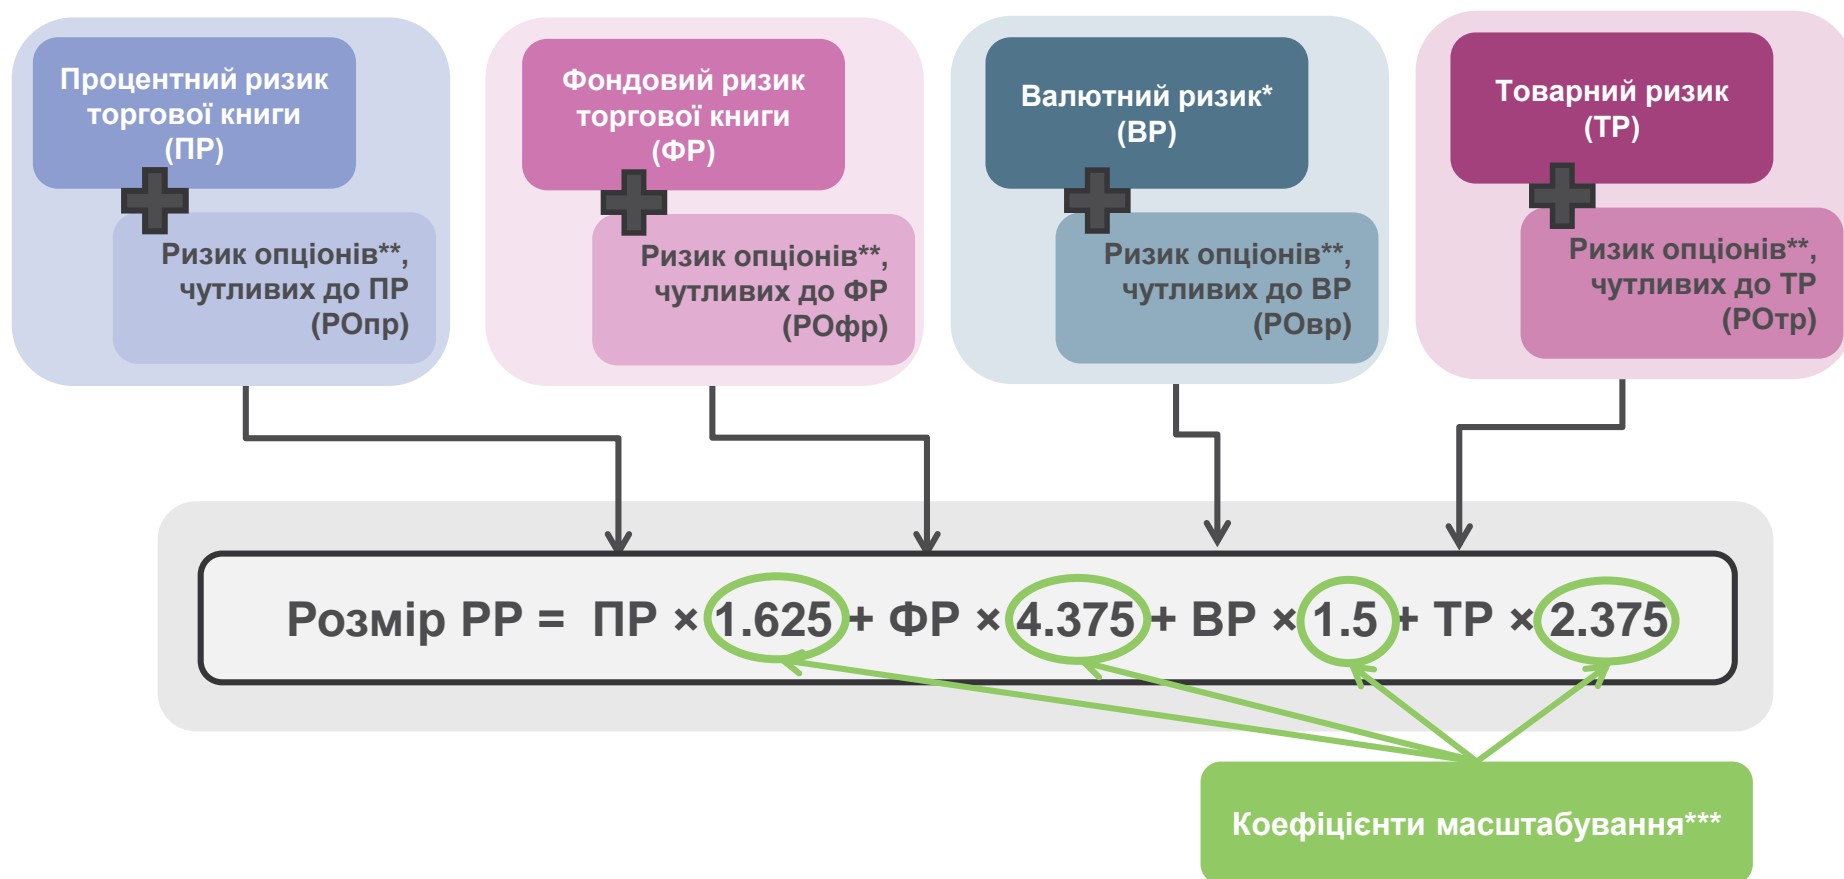 Процентний ризик
торгової книги
(ПР)
Ризик опціонів**,
чутливих до ПР
(РОпр)
Фондовий ризик
торгової книги
(ФР)
Ризик опціонів**,
чутливих до ФР
(РОфр)
Валютний ризик*
(ВР)
Ризик опціонів**,
чутливих до ВР
(РОвр)
Товарний ризик
(ТР)
Ризик опціонів**,
чутливих до ТР
(РОтр)
Розмір РР = ПР × 1.625 + ФР × 4.375 + ВР × 1.5 + ТР × 2.375
Коефіцієнти масштабування***